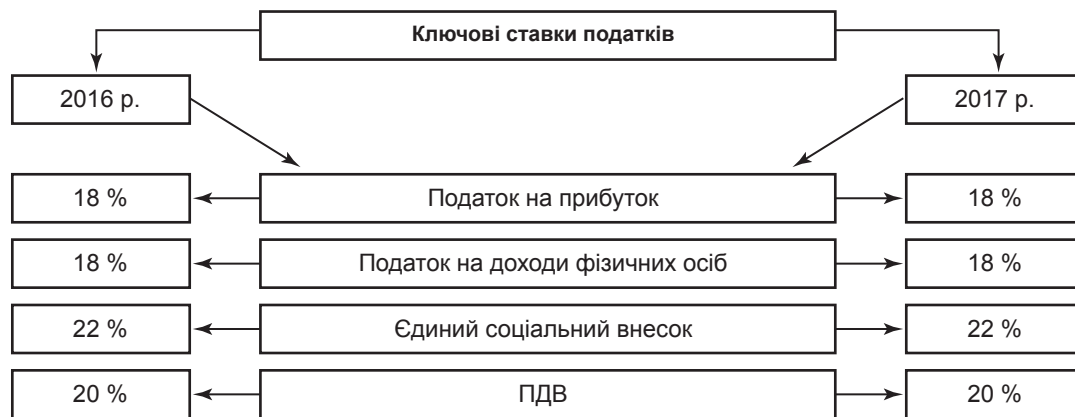 Ключові ставки податків
2016 р.
2017 р.
18 %
Податок на прибуток
18 %
18 %
Податок на доходи фізичних осіб
18 %
22 %
Єдиний соціальний внесок
22 %
20 %
ПДВ
20 %